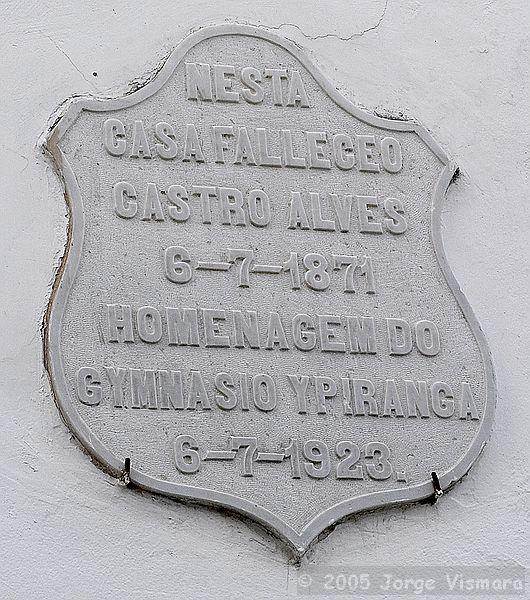 NESTA
CASA FALLECEO
CASTRO ALVES
6-7-1871
HOMENAGEM DO
GYMNASIO YPIRANGA
6-7-1923.
© 2005 Jorge Vismara